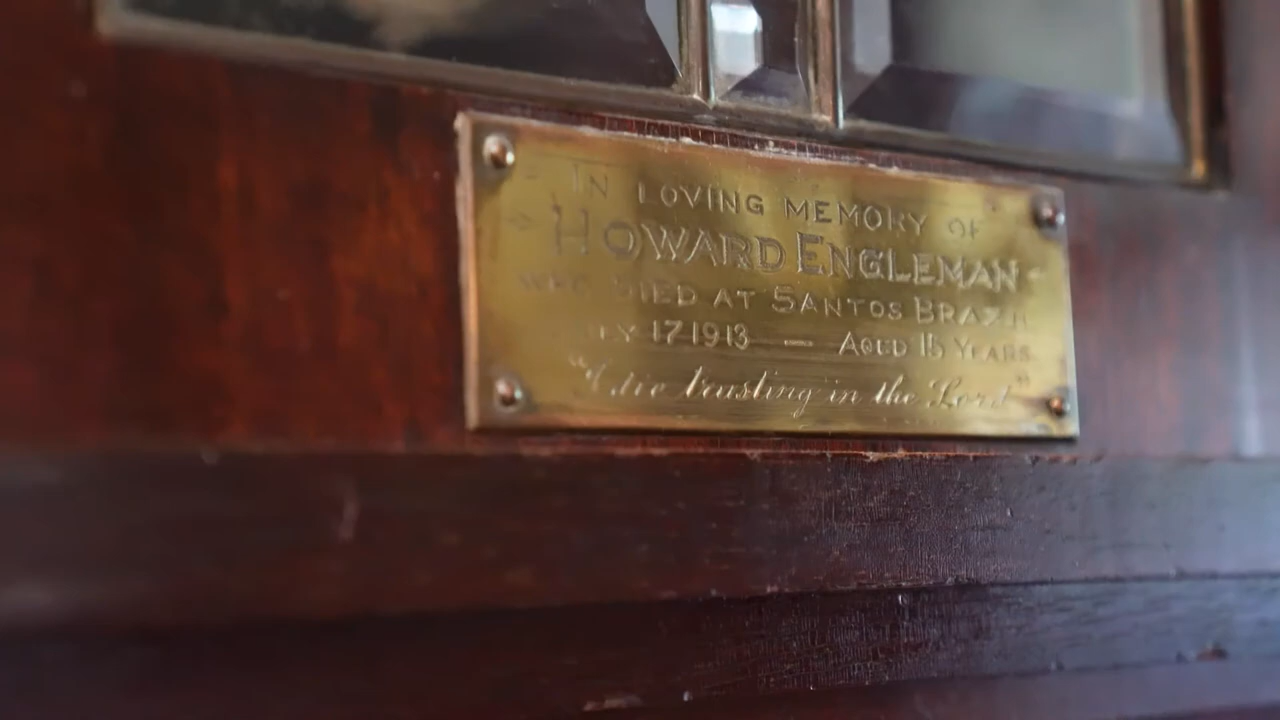 IN LOVING MEMORY OF
HOWARD ENGLEMAN
WHO DIED AT SANTOS BRAZIL
17 1913 — AGED 15 YEARS
"I die trusting in the Lord"